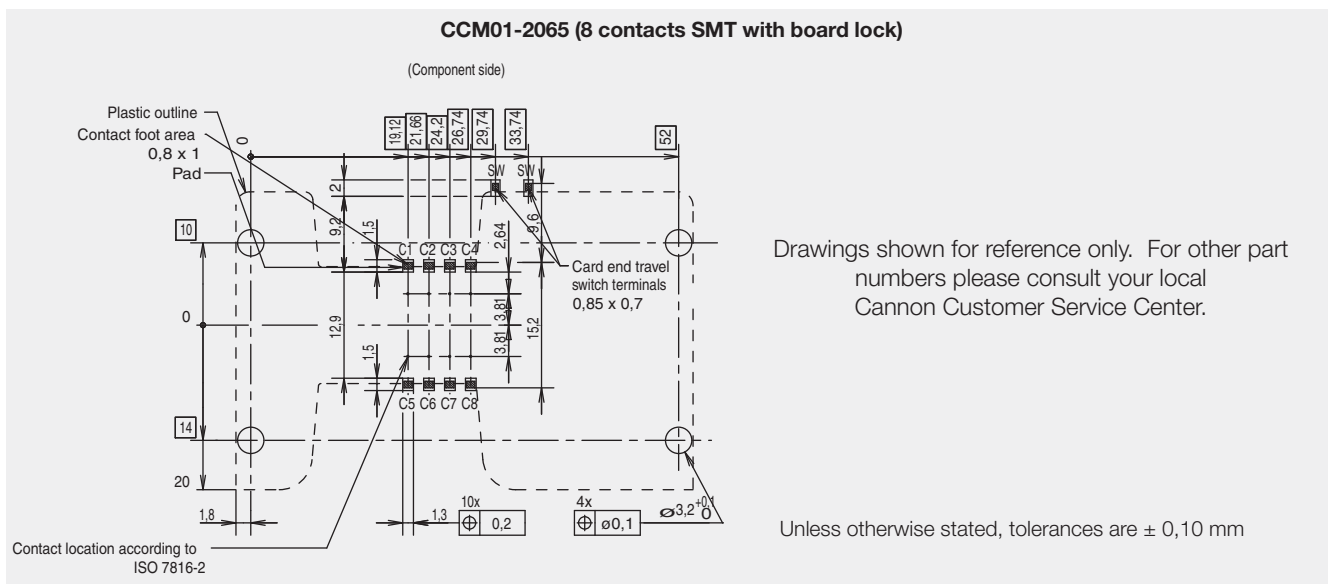 CCM01-2065 (8 contacts SMT with board lock)
(Component side)
Plastic outline
Contact foot area
0,8 x 1
Pad
0
19,12
21,66
24,2
26,74
29,74
33,74
52
SW
SW
2
9,2
1,5
2,64
9,6
10
C1 C2 C3 C4
Card end travel
switch terminals
0,85 x 0,7
Drawings shown for reference only. For other part
numbers please consult your local
Cannon Customer Service Center.
0
12,9
1,5
3,81
3,81
15,2
C5 C6 C7 C8
14
20
1,8
1,3
10x
0,2
4x
ø0,1
ø3,2 +0,1
0
Unless otherwise stated, tolerances are ± 0,10 mm
Contact location according to
ISO 7816-2